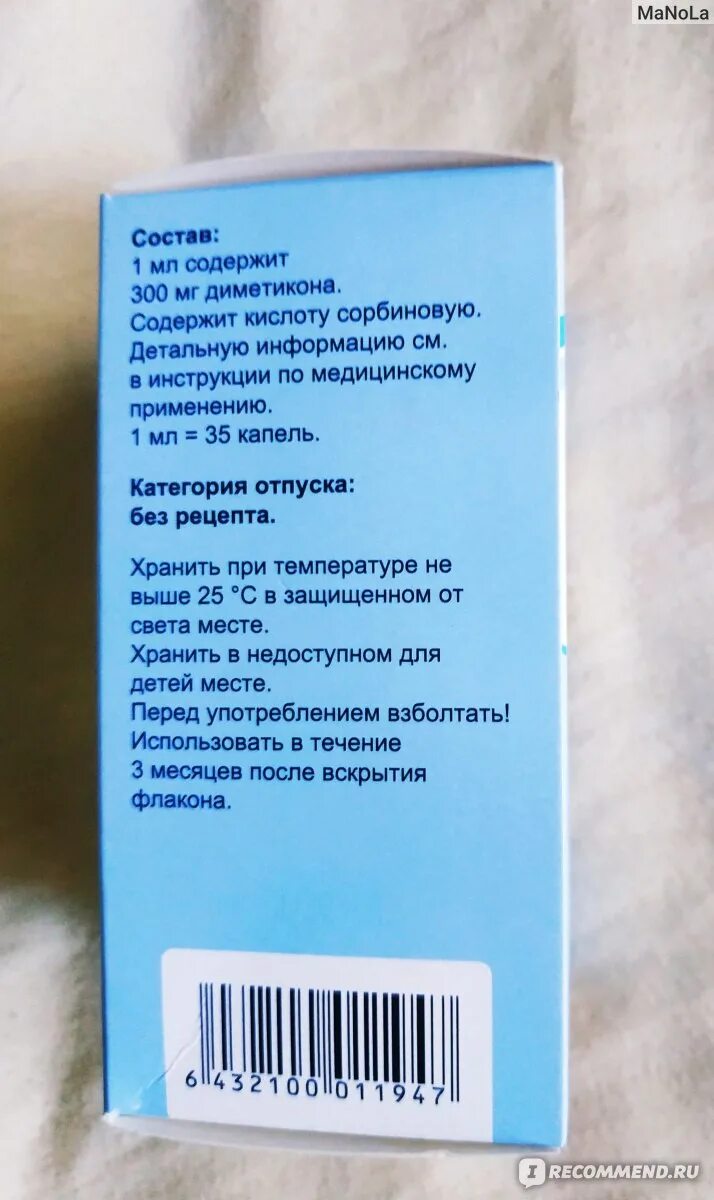 MaNoLa
Состав:
1 мл содержит
300 мг диметикона.
Содержит кислоту сорбиновую.
Детальную информацию см.
в инструкции по медицинскому
применению.
1 мл = 35 капель.
Категория отпуска:
без рецепта.
Хранить при температуре не
выше 25 °C в защищенном от
света месте.
Хранить в недоступном для
детей месте.
Перед употреблением взболтать!
Использовать в течение
3 месяцев после вскрытия
флакона.
6 432100 011947
IRECOMMEND.RU